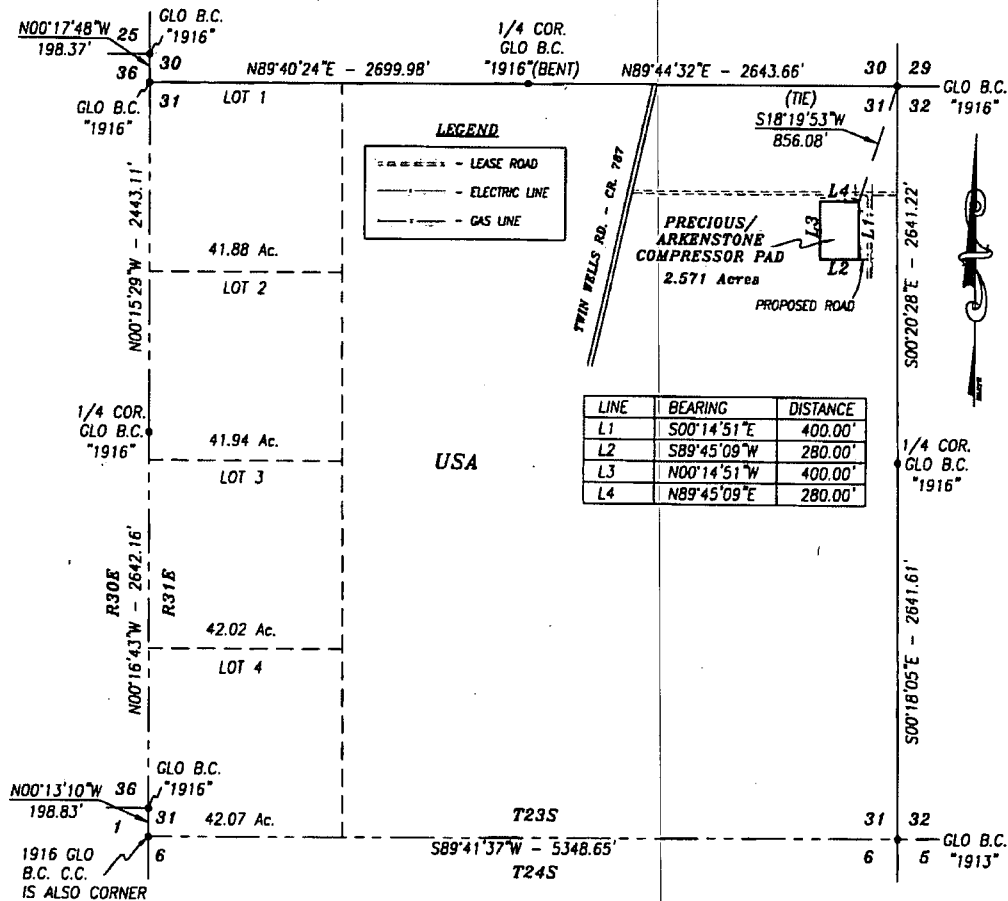 N00°17'48"W
198.37'
25
GLO B.C.
"1916"
36
30
GLO B.C.
"1916"
31
N89°40'24"E - 2699.98'
1/4 COR.
GLO B.C.
"1916"(BENT)
N89°44'32"E - 2643.66'
30
29
31
32
GLO B.C.
"1916"
LOT 1
(TIE)
S18°19'53"W
856.08'
LEGEND
- LEASE ROAD
- ELECTRIC LINE
- GAS LINE
TWIN WELLS RD. - CR. 787
L4
L3
L1
L2
PRECIOUS/
ARKENSTONE
COMPRESSOR PAD
2.571 Acres
PROPOSED ROAD
N00°15'29"W - 2443.11'
S00°20'28"E - 2641.22'
41.88 Ac.
LOT 2
1/4 COR.
GLO B.C.
"1916"
41.94 Ac.
LOT 3
USA
LINE BEARING DISTANCE
L1 S00°14'51"E 400.00'
L2 S89°45'09"W 280.00'
L3 N00°14'51"W 400.00'
L4 N89°45'09"E 280.00'
1/4 COR.
GLO B.C.
"1916"
R30E
R31E
N00°16'43"W - 2642.16'
S00°18'05"E - 2641.61'
42.02 Ac.
LOT 4
N00°13'10"W
198.83'
36
GLO B.C.
"1916"
31
42.07 Ac.
1
6
1916 GLO
B.C. C.C.
IS ALSO CORNER
T23S
S89°41'37"W - 5348.65'
T24S
31
32
6
5
GLO B.C.
"1913"